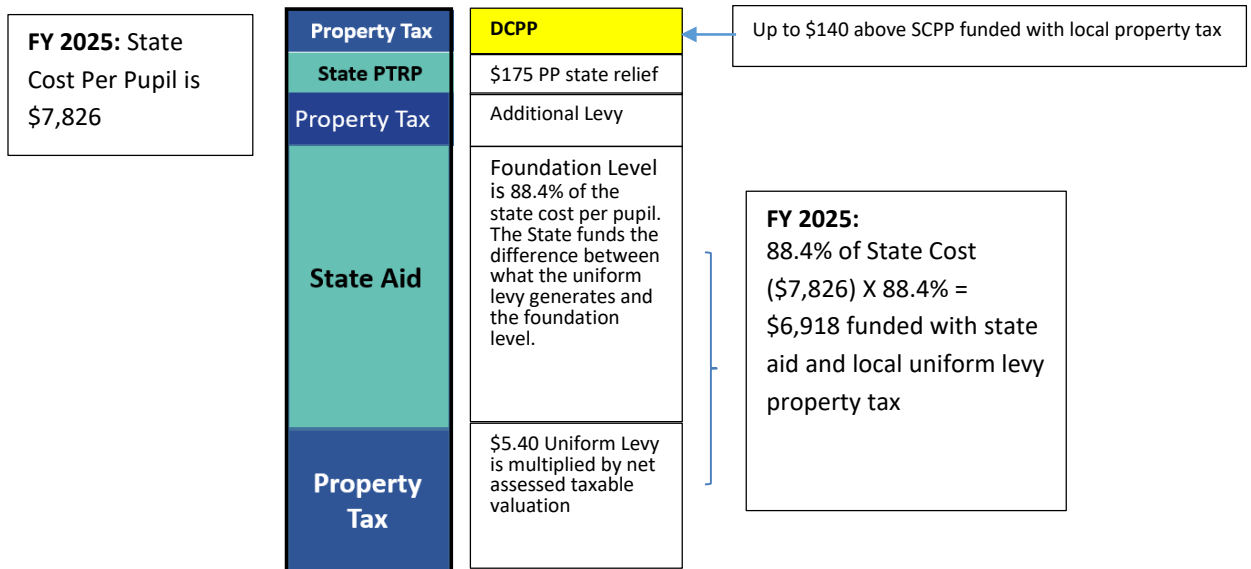 FY 2025: State
Cost Per Pupil is
$7,826
Property Tax
DCPP
Up to $140 above SCPP funded with local property tax
State PTRP
$175 PP state relief
Property Tax
Additional Levy
State Aid
Foundation Level
is 88.4% of the
state cost per pupil.
The State funds the
difference between
what the uniform
levy generates and
the foundation
level.
FY 2025:
88.4% of State Cost
($7,826) X 88.4% =
$6,918 funded with state
aid and local uniform levy
property tax
Property
Tax
$5.40 Uniform Levy
is multiplied by net
assessed taxable
valuation